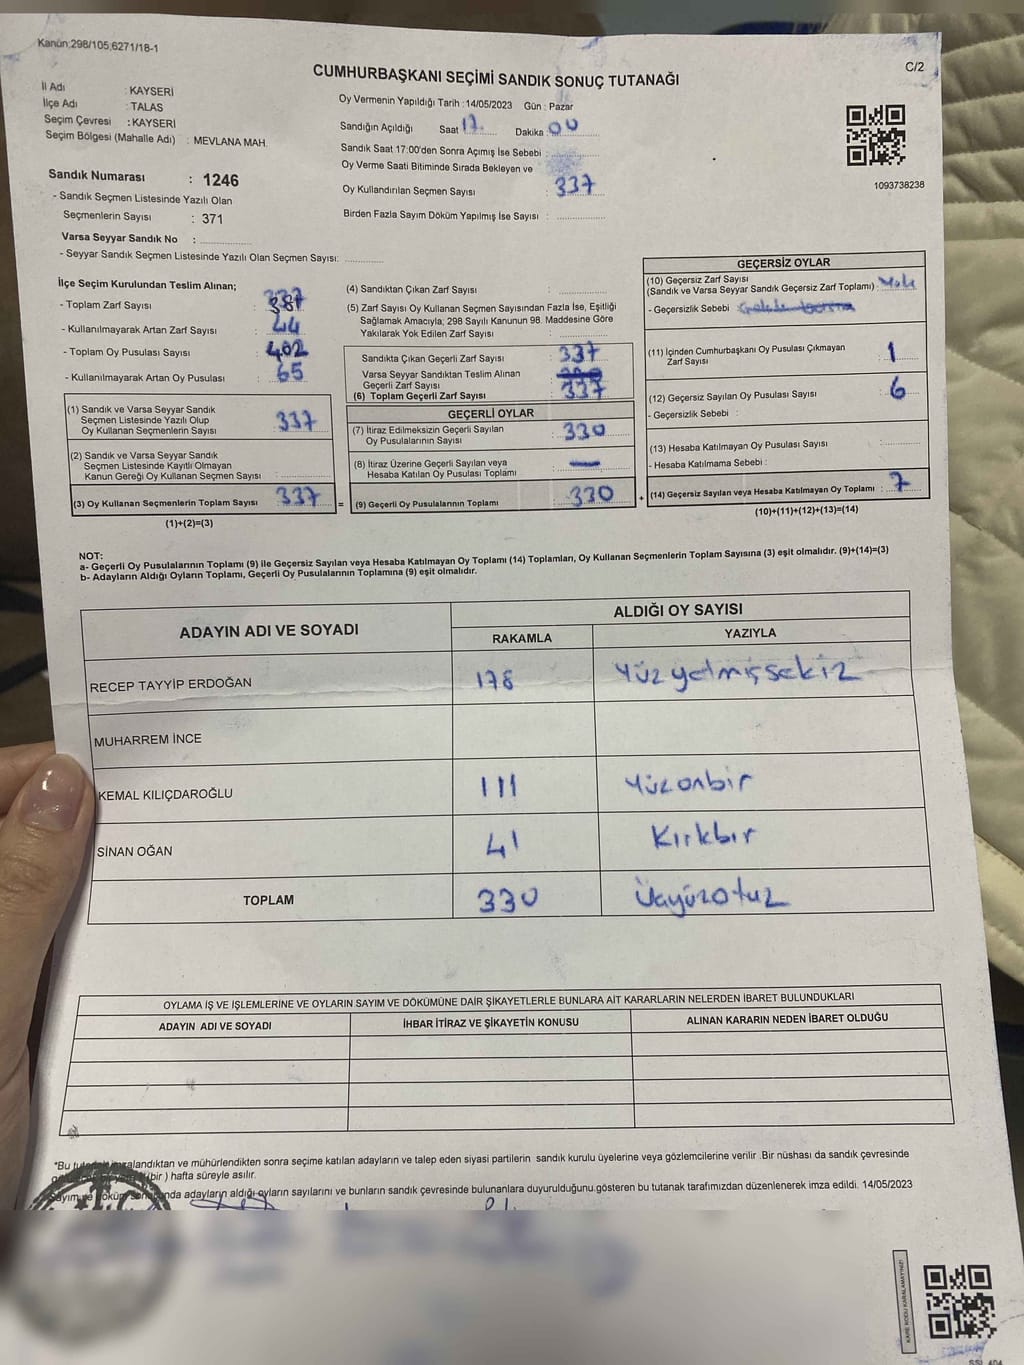 Kanun;298/105;6271/18-1
C/2
CUMHURBAŞKANI SEÇİMİ SANDIK SONUÇ TUTANAĞI
İl Adı : KAYSERİ
İlçe Adı : TALAS
Seçim Çevresi : KAYSERİ
Seçim Bölgesi (Mahalle Adı) : MEVLANA MAH.
Oy Vermenin Yapıldığı Tarih : 14/05/2023 Gün : Pazar
Sandığın Açıldığı Saat 17. Dakika 00
Sandık Saat 17:00'den Sonra Açımış İse Sebebi :
Oy Verme Saati Bitiminde Sırada Bekleyen ve
Oy Kullandırılan Seçmen Sayısı : 337
Birden Fazla Sayım Döküm Yapılmış İse Sayısı :
1093738238
Sandık Numarası : 1246
- Sandık Seçmen Listesinde Yazılı Olan
Seçmenlerin Sayısı : 371
Varsa Seyyar Sandık No :
- Seyyar Sandık Seçmen Listesinde Yazılı Olan Seçmen Sayısı:
İlçe Seçim Kurulundan Teslim Alınan;
- Toplam Zarf Sayısı :
- Kullanılmayarak Artan Zarf Sayısı : 44
- Toplam Oy Pusulası Sayısı : 402
- Kullanılmayarak Artan Oy Pusulası : 65
(1) Sandık ve Varsa Seyyar Sandık
Seçmen Listesinde Yazılı Olup
Oy Kullanan Seçmenlerin Sayısı : 337
(2) Sandık ve Varsa Seyyar Sandık
Seçmen Listesinde Kayıtlı Olmayan
Kanun Gereği Oy Kullanan Seçmen Sayısı :
(3) Oy Kullanan Seçmenlerin Toplam Sayısı : 337 =
(1)+(2)=(3)
(4) Sandıktan Çıkan Zarf Sayısı :
(5) Zarf Sayısı Oy Kullanan Seçmen Sayısından Fazla İse, Eşitliği
Sağlamak Amacıyla; 298 Sayılı Kanunun 98. Maddesine Göre
Yakılarak Yok Edilen Zarf Sayısı :
Sandıkta Çıkan Geçerli Zarf Sayısı : 337
Varsa Seyyar Sandıktan Teslim Alınan
Geçerli Zarf Sayısı :
(6) Toplam Geçerli Zarf Sayısı : 337
GEÇERLİ OYLAR
(7) İtiraz Edilmeksizin Geçerli Sayılan
Oy Pusulalarının Sayısı : 330
(8) İtiraz Üzerine Geçerli Sayılan veya
Hesaba Katılan Oy Pusulası Toplamı : —
(9) Geçerli Oy Pusulalarının Toplamı : 330 +
GEÇERSİZ OYLAR
(10) Geçersiz Zarf Sayısı
(Sandık ve Varsa Seyyar Sandık Geçersiz Zarf Toplamı) : Yok
- Geçersizlik Sebebi :
(11) İçinden Cumhurbaşkanı Oy Pusulası Çıkmayan
Zarf Sayısı : 1
(12) Geçersiz Sayılan Oy Pusulası Sayısı : 6
- Geçersizlik Sebebi :
(13) Hesaba Katılmayan Oy Pusulası Sayısı :
- Hesaba Katılmama Sebebi :
(14) Geçersiz Sayılan veya Hesaba Katılmayan Oy Toplamı : 7
(10)+(11)+(12)+(13)=(14)
NOT:
a- Geçerli Oy Pusulalarının Toplamı (9) ile Geçersiz Sayılan veya Hesaba Katılmayan Oy Toplamı (14) Toplamları, Oy Kullanan Seçmenlerin Toplam Sayısına (3) eşit olmalıdır. (9)+(14)=(3)
b- Adayların Aldığı Oyların Toplamı, Geçerli Oy Pusulalarının Toplamına (9) eşit olmalıdır.
ADAYIN ADI VE SOYADI
ALDIĞI OY SAYISI
RAKAMLA YAZIYLA
RECEP TAYYİP ERDOĞAN 178 Yüzyetmişsekiz
MUHARREM İNCE
KEMAL KILIÇDAROĞLU 111 Yüzonbir
SİNAN OĞAN 41 Kırkbir
TOPLAM 330 Üçyüzotuz
OYLAMA İŞ VE İŞLEMLERİNE VE OYLARIN SAYIM VE DÖKÜMÜNE DAİR ŞİKAYETLERLE BUNLARA AİT KARARLARIN NELERDEN İBARET BULUNDUKLARI
ADAYIN ADI VE SOYADI İHBAR İTİRAZ VE ŞİKAYETİN KONUSU ALINAN KARARIN NEDEN İBARET OLDUĞU
*Bu imzalandıktan ve mühürlendikten sonra seçime katılan adayların ve talep eden siyasi partilerin sandık kurulu üyelerine veya gözlemcilerine verilir .Bir nüshası da sandık çevresinde
(bir) hafta süreyle asılır.
Sayım ve döküm sonunda adayların aldığı oyların sayılarını ve bunların sandık çevresinde bulunanlara duyurulduğunu gösteren bu tutanak tarafımızdan düzenlenerek imza edildi. 14/05/2023
KARE KODU KARALAMAYINIZ!